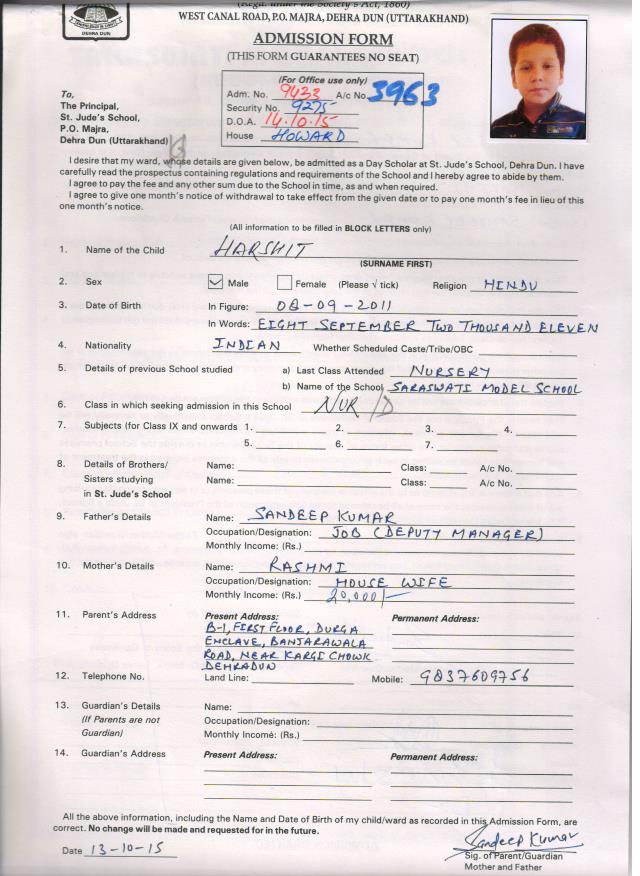 (Regd. under the Society's Act, 1860)
DEHRA DUN
WEST CANAL ROAD, P.O. MAJRA, DEHRA DUN (UTTARAKHAND)
ADMISSION FORM
(THIS FORM GUARANTEES NO SEAT)
(For Office use only)
Adm. No. 9433 A/c No 3963
Security No. 9275
D.O.A. 14.10.15
House HOWARD
To,
The Principal,
St. Jude's School,
P.O. Majra,
Dehra Dun (Uttarakhand)
I desire that my ward, whose details are given below, be admitted as a Day Scholar at St. Jude's School, Dehra Dun. I have
carefully read the prospectus containing regulations and requirements of the School and I hereby agree to abide by them.
I agree to pay the fee and any other sum due to the School in time, as and when required.
I agree to give one month's notice of withdrawal to take effect from the given date or to pay one month's fee in lieu of this
one month's notice.
(All information to be filled in BLOCK LETTERS only)
1. Name of the Child HARSHIT
(SURNAME FIRST)
2. Sex Male Female (Please √ tick) Religion HINDU
3. Date of Birth In Figure: 08-09-2011
In Words: EIGHT SEPTEMBER TWO THOUSAND ELEVEN
4. Nationality INDIAN Whether Scheduled Caste/Tribe/OBC
5. Details of previous School studied a) Last Class Attended NURSERY
b) Name of the School SARASWATI MODEL SCHOOL
6. Class in which seeking admission in this School NUR/D
7. Subjects (for Class IX and onwards 1. 2. 3. 4.
5. 6. 7.
8. Details of Brothers/ Name: Class: A/c No.
Sisters studying Name: Class: A/c No.
in St. Jude's School
9. Father's Details Name: SANDEEP KUMAR
Occupation/Designation: JOB (DEPUTY MANAGER)
Monthly Income: (Rs.)
10. Mother's Details Name: RASHMI
Occupation/Designation: HOUSE WIFE
Monthly Income: (Rs.) 20,000/-
11. Parent's Address Present Address: Permanent Address:
B-1, FIRST FLOOR, DURGA
ENCLAVE, BANJARAWALA
ROAD, NEAR KARGI CHOWK
DEHRADUN
12. Telephone No. Land Line: Mobile: 9837609756
13. Guardian's Details Name:
(If Parents are not Occupation/Designation:
Guardian) Monthly Income: (Rs.)
14. Guardian's Address Present Address: Permanent Address:
All the above information, including the Name and Date of Birth of my child/ward as recorded in this Admission Form, are
correct. No change will be made and requested for in the future.
Sandeep Kumar
Date 13-10-15
Sig. of Parent/Guardian
Mother and Father